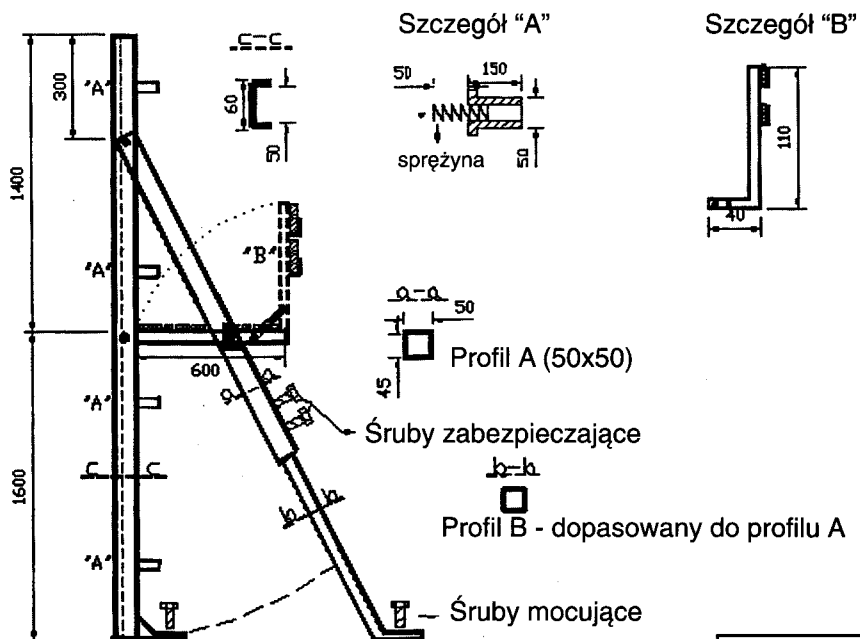 Szczegół “A”
Szczegół “B”
c-c
300
"A"
60
50
50
150
50
sprężyna
110
40
1400
"A"
"B"
a-a
50
45
Profil A (50x50)
600
"A"
a a
Śruby zabezpieczające
c c
b-b
b b
Profil B - dopasowany do profilu A
1600
"A"
Śruby mocujące